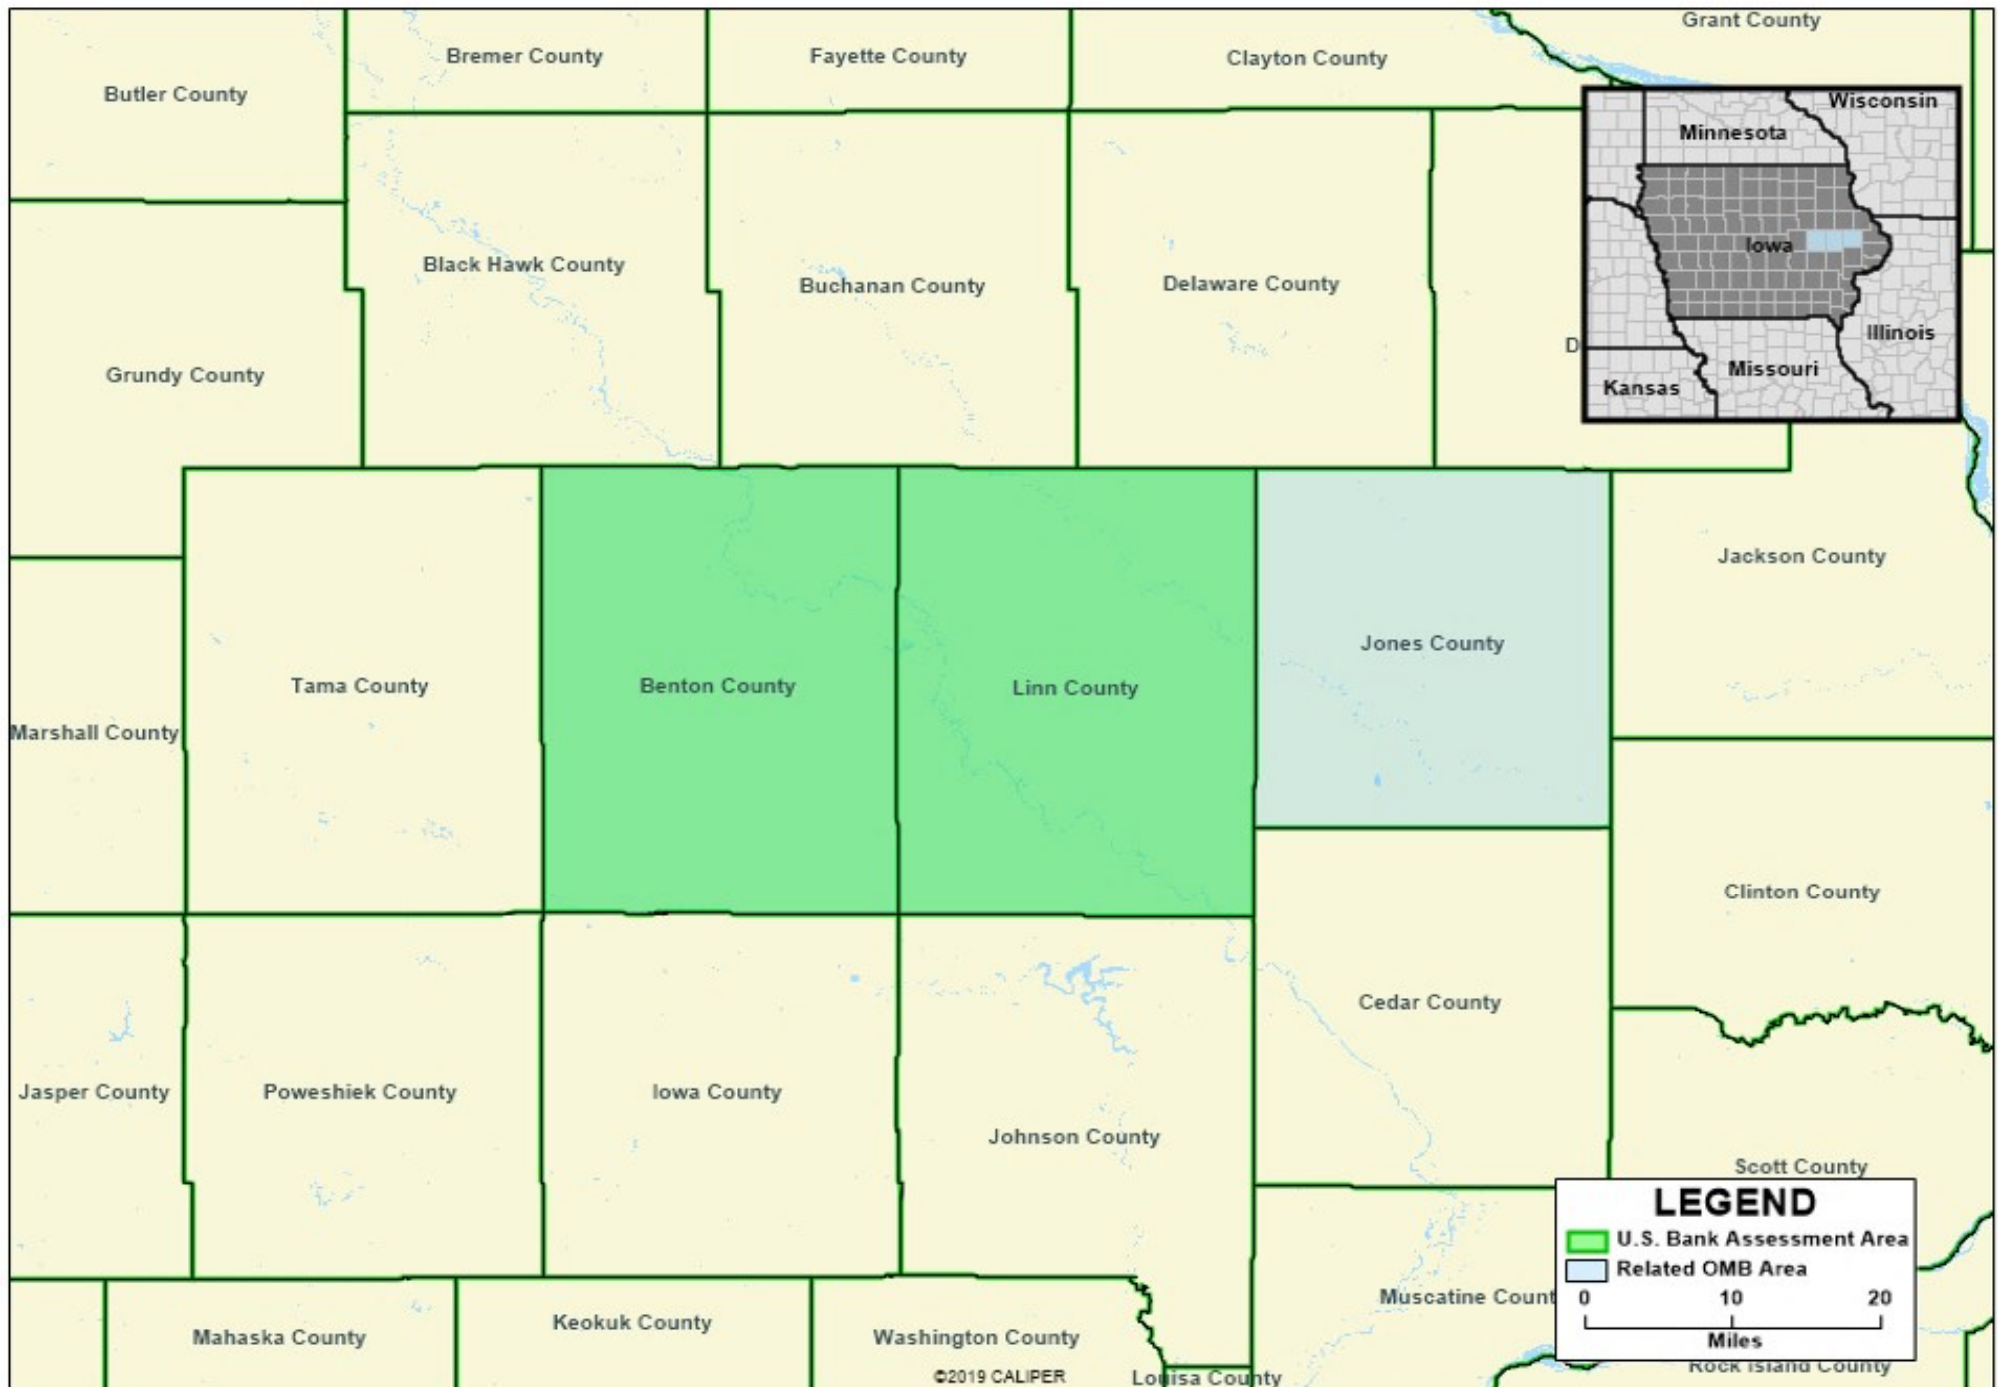 Grant County
Bremer County
Fayette County
Clayton County
Butler County
Wisconsin
Minnesota
Iowa
Illinois
Missouri
Kansas
Black Hawk County
Buchanan County
Delaware County
D
Grundy County
Jackson County
Jones County
Tama County
Benton County
Linn County
Marshall County
Clinton County
Cedar County
Jasper County
Poweshiek County
Iowa County
Johnson County
Scott County
LEGEND
U.S. Bank Assessment Area
Related OMB Area
0 10 20
Miles
Muscatine Count
Mahaska County
Keokuk County
Washington County
©2019 CALIPER
Louisa County
Rock Island County